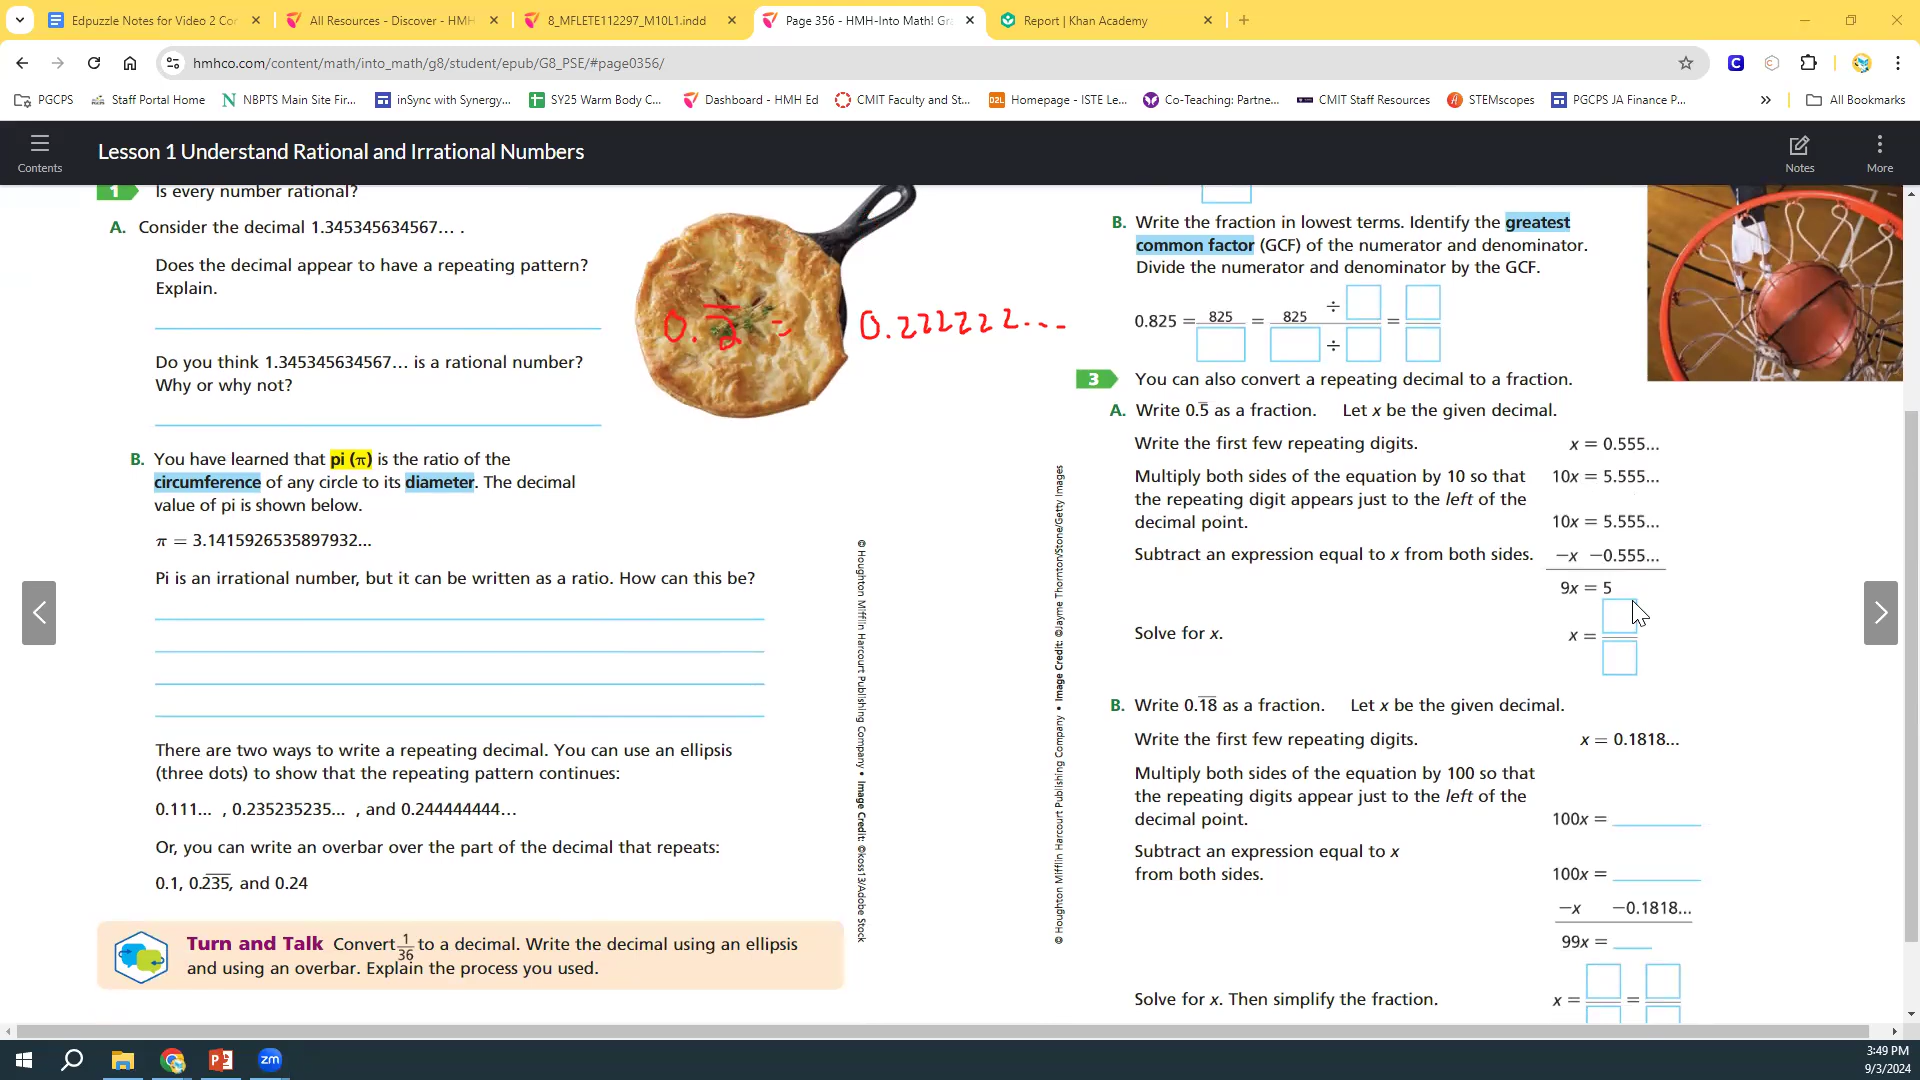 Edpuzzle Notes for Video 2 Cor
All Resources - Discover - HMH
8_MFLETE112297_M10L1.indd
Page 356 - HMH-Into Math! Gra
Report | Khan Academy
hmhco.com/content/math/into_math/g8/student/epub/G8_PSE/#page0356/
PGCPS
Staff Portal Home
NBPTS Main Site Fir...
inSync with Synergy...
SY25 Warm Body C...
Dashboard - HMH Ed
CMIT Faculty and St...
Homepage - ISTE Le...
Co-Teaching: Partne...
CMIT Staff Resources
STEMscopes
PGCPS JA Finance P...
All Bookmarks
Contents
Lesson 1 Understand Rational and Irrational Numbers
Notes
More
1 Is every number rational?
A. Consider the decimal 1.345345634567... .
Does the decimal appear to have a repeating pattern?
Explain.
Do you think 1.345345634567... is a rational number?
Why or why not?
0.2̅ = 0.222222...
B. You have learned that pi (π) is the ratio of the
circumference of any circle to its diameter. The decimal
value of pi is shown below.
π = 3.1415926535897932...
Pi is an irrational number, but it can be written as a ratio. How can this be?
There are two ways to write a repeating decimal. You can use an ellipsis
(three dots) to show that the repeating pattern continues:
0.111... , 0.235235235... , and 0.244444444...
Or, you can write an overbar over the part of the decimal that repeats:
0.1, 0.2̅3̅5̅, and 0.24
Turn and Talk Convert 1/36 to a decimal. Write the decimal using an ellipsis
and using an overbar. Explain the process you used.
© Houghton Mifflin Harcourt Publishing Company • Image Credit: ©koss13/Adobe Stock
© Houghton Mifflin Harcourt Publishing Company • Image Credit: ©Jayme Thornton/Stone/Getty Images
B. Write the fraction in lowest terms. Identify the greatest
common factor (GCF) of the numerator and denominator.
Divide the numerator and denominator by the GCF.
0.825 = 825 = 825 ÷ =
÷
3 You can also convert a repeating decimal to a fraction.
A. Write 0.5̅ as a fraction. Let x be the given decimal.
Write the first few repeating digits. x = 0.555...
Multiply both sides of the equation by 10 so that 10x = 5.555...
the repeating digit appears just to the left of the
decimal point. 10x = 5.555...
Subtract an expression equal to x from both sides. −x −0.555...
9x = 5
Solve for x. x =
B. Write 0.1̅8̅ as a fraction. Let x be the given decimal.
Write the first few repeating digits. x = 0.1818...
Multiply both sides of the equation by 100 so that
the repeating digits appear just to the left of the
decimal point. 100x =
Subtract an expression equal to x
from both sides. 100x =
−x −0.1818...
99x =
Solve for x. Then simplify the fraction. x = =
zm
3:49 PM
9/3/2024